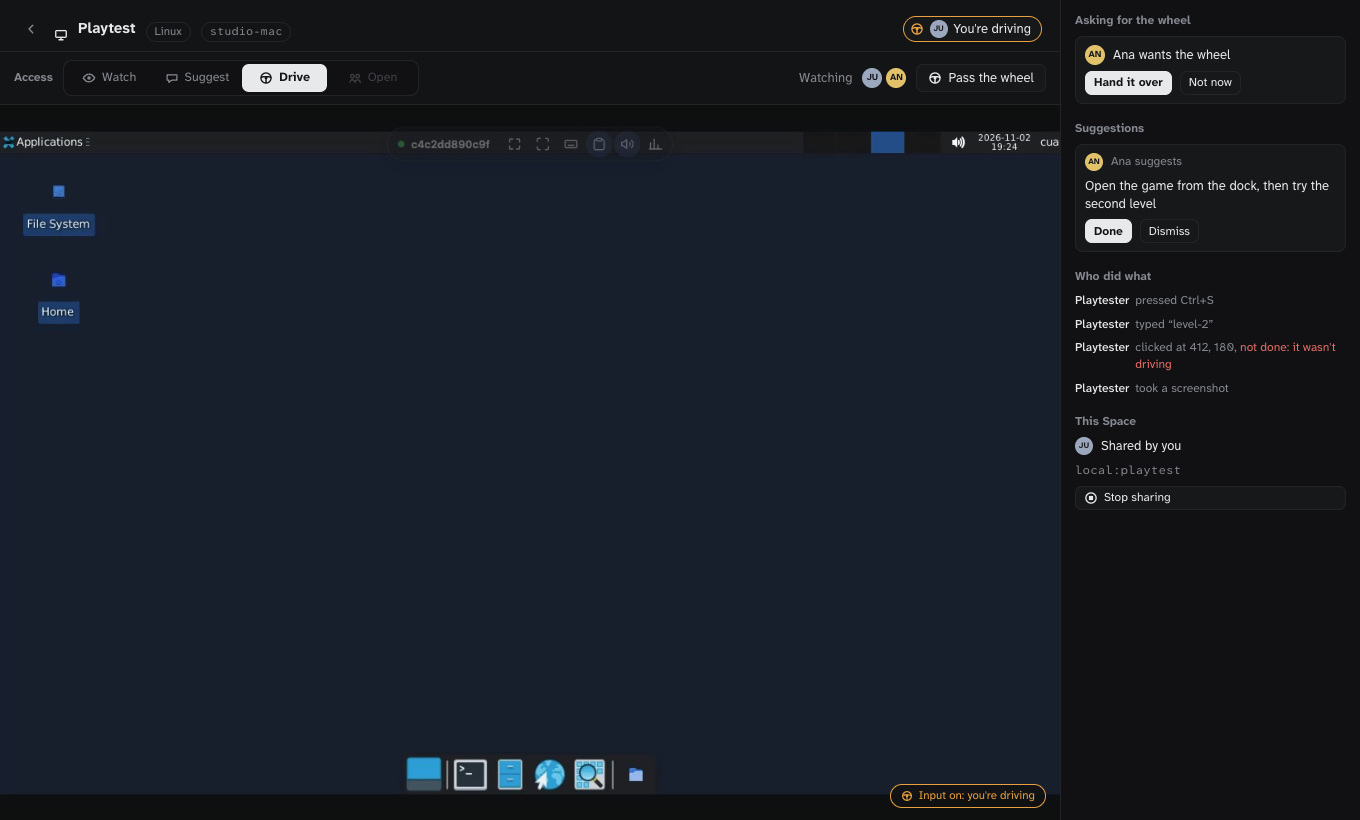 Playtest
Linux
studio-mac
JU
You're driving
Access
Watch
Suggest
Drive
Open
Watching
JU
AN
Pass the wheel
Applications
c4c2dd890c9f
2026-11-02
19:24
cua
File System
Home
Input on: you're driving
Asking for the wheel
AN
Ana wants the wheel
Hand it over
Not now
Suggestions
AN
Ana suggests
Open the game from the dock, then try the
second level
Done
Dismiss
Who did what
Playtester pressed Ctrl+S
Playtester typed “level-2”
Playtester clicked at 412, 180, not done: it wasn't
driving
Playtester took a screenshot
This Space
JU
Shared by you
local:playtest
Stop sharing